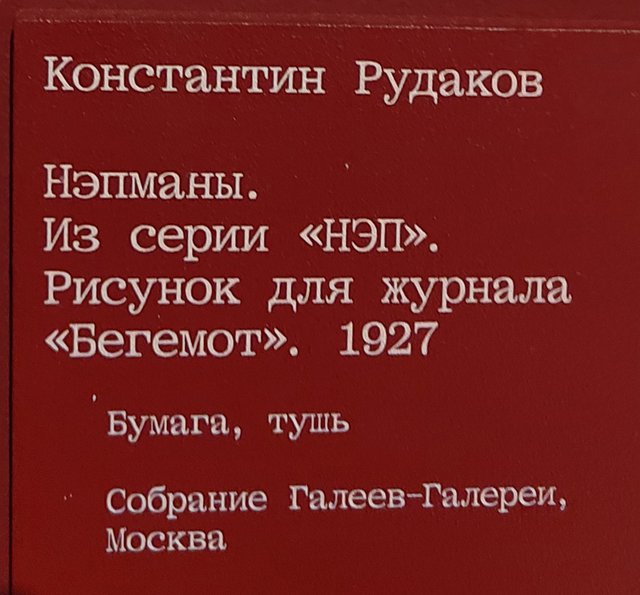 Константин Рудаков
Нэпманы.
Из серии «НЭП».
Рисунок для журнала
«Бегемот». 1927
Бумага, тушь
Собрание Галеев-Галереи,
Москва